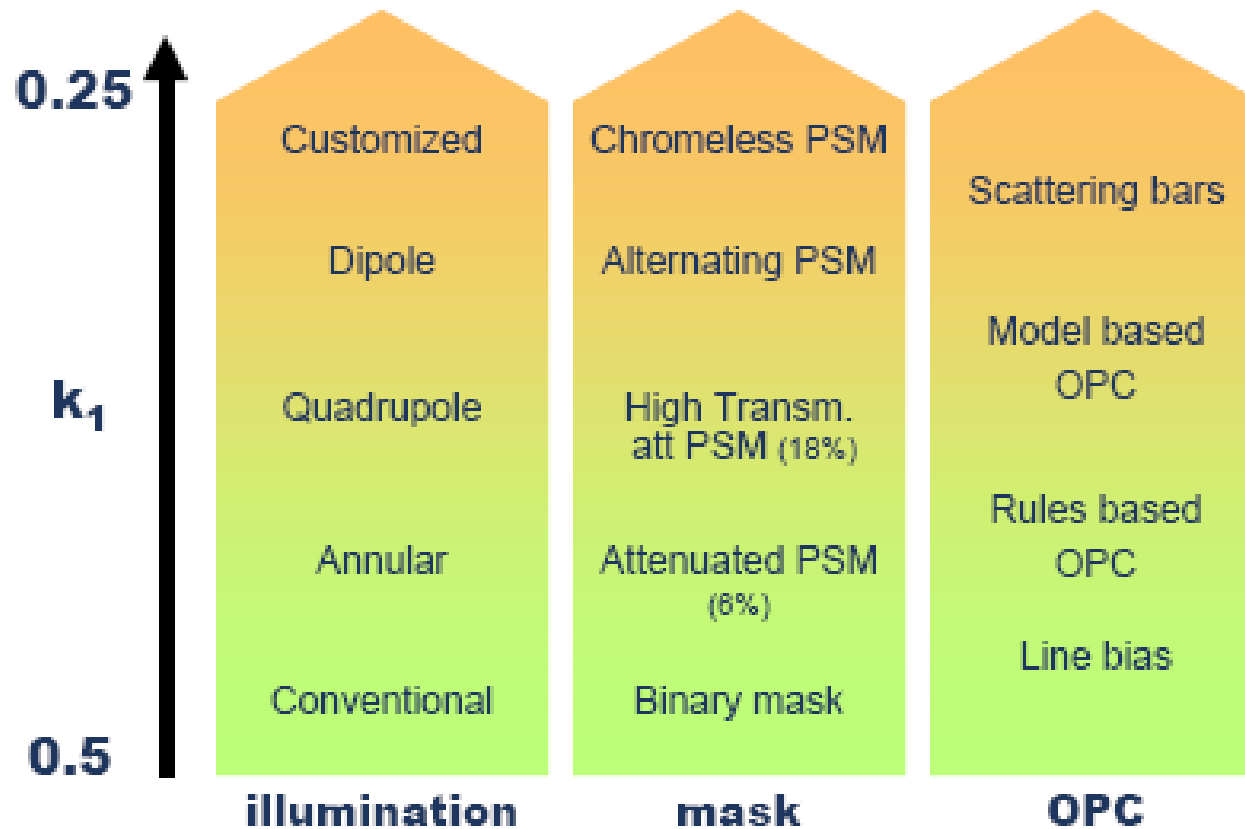 0.25
k₁
0.5
Customized
Dipole
Quadrupole
Annular
Conventional
illumination
Chromeless PSM
Alternating PSM
High Transm.
att PSM (18%)
Attenuated PSM
(6%)
Binary mask
mask
Scattering bars
Model based
OPC
Rules based
OPC
Line bias
OPC